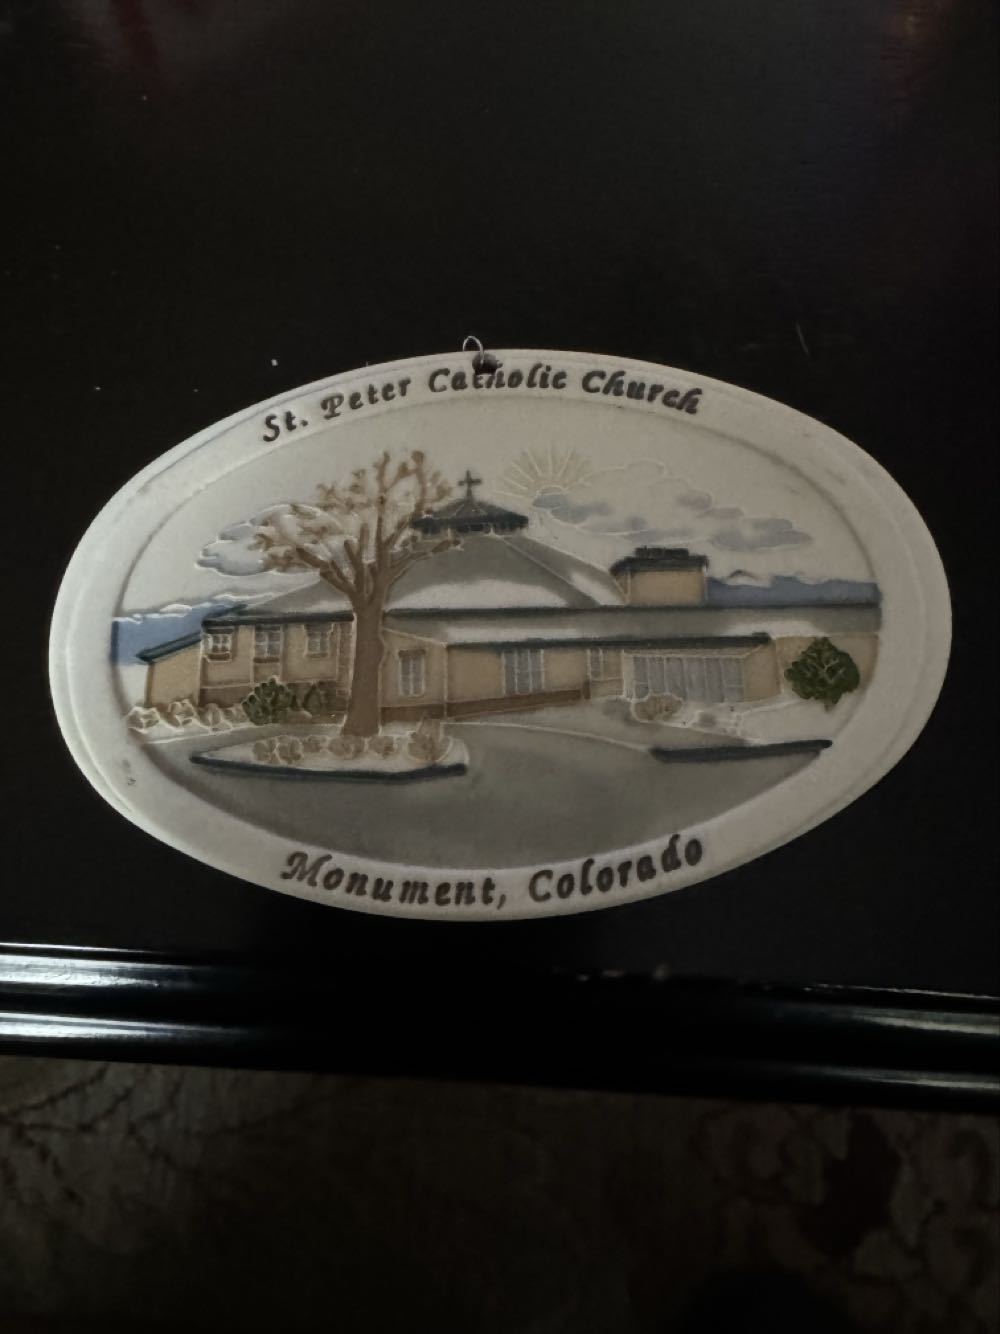 St. Peter Catholic Church
Monument, Colorado